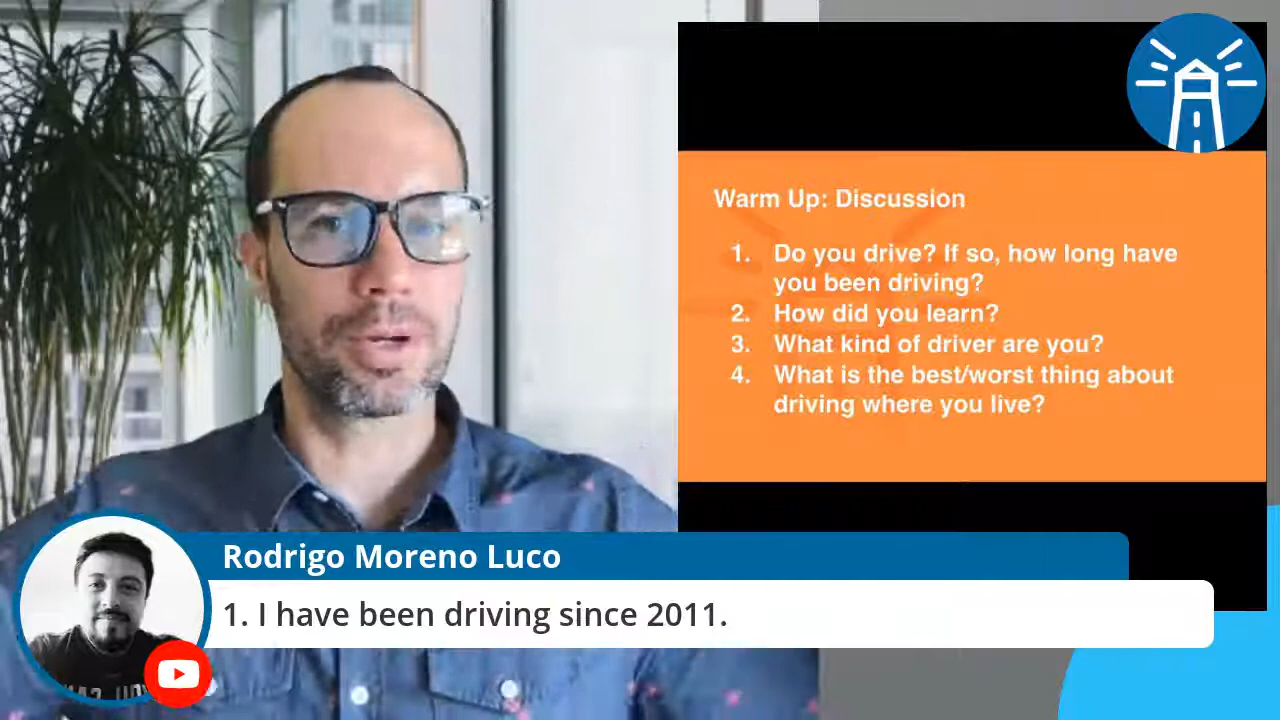 Warm Up: Discussion
1. Do you drive? If so, how long have
you been driving?
2. How did you learn?
3. What kind of driver are you?
4. What is the best/worst thing about
driving where you live?
Rodrigo Moreno Luco
1. I have been driving since 2011.